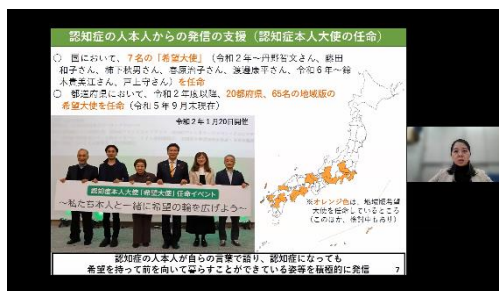 認知症の人本人からの発信の支援（認知症本人大使の任命）
○ 国において、７名の「希望大使」（令和２年～丹野智文さん、藤田
和子さん、柿下秋男さん、春原治子さん、渡邊康平さん、令和６年～鈴
木貴美江さん、戸上守さん）を任命
○ 都道府県において、令和２年度以降、20都府県、65名の地域版の
希望大使を任命（令和５年９月末現在）
令和２年１月20日開催
認知症本人大使「希望大使」任命イベント
～私たち本人と一緒に希望の輪を広げよう～
※オレンジ色は、地域版希望
大使を任命しているところ
（このほか、検討中もあり）
認知症の人本人が自らの言葉で語り、認知症になっても
希望を持って前を向いて暮らすことができている姿等を積極的に発信
7